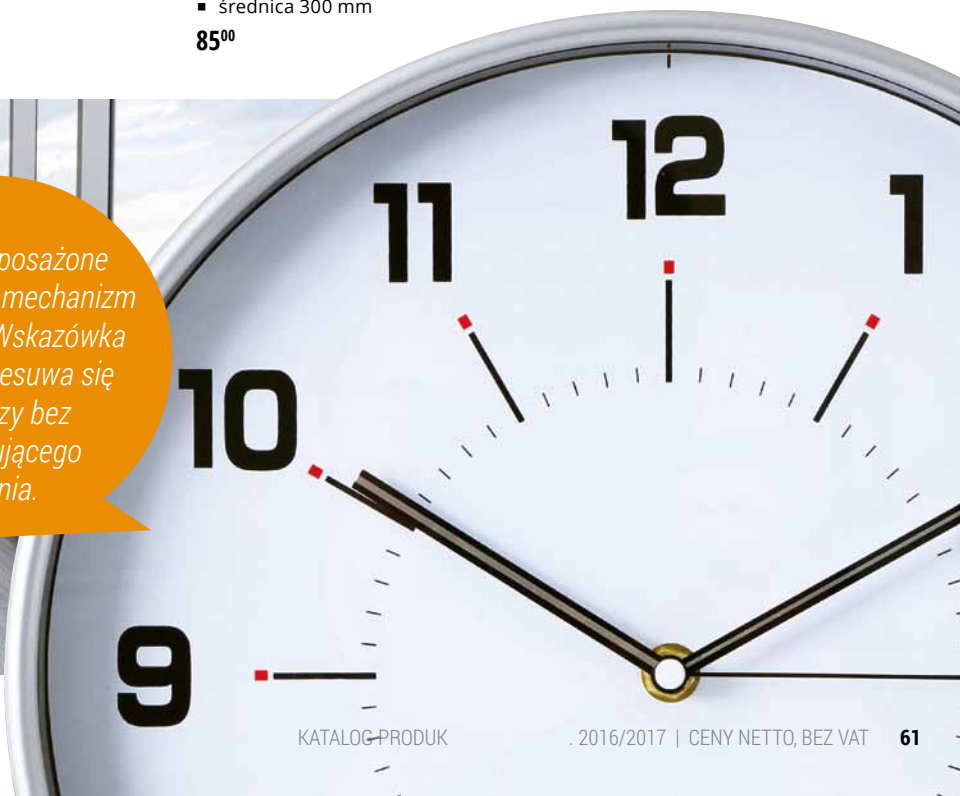 ▪ średnica 300 mm
85⁰⁰
12
11
1
10
9
posażone
mechanizm
Wskazówka
esuwa się
zy bez
ującego
nia.
KATALOG PRODUK . 2016/2017 | CENY NETTO, BEZ VAT 61